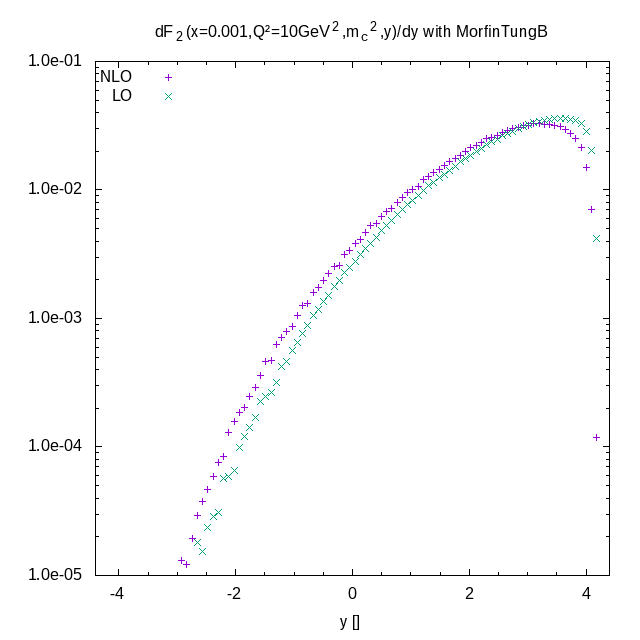 dF2(x=0.001,Q²=10GeV²,mc²,y)/dy with MorfinTungB
1.0e-01
NLO
LO
1.0e-02
1.0e-03
1.0e-04
1.0e-05
-4 -2 0 2 4
y []